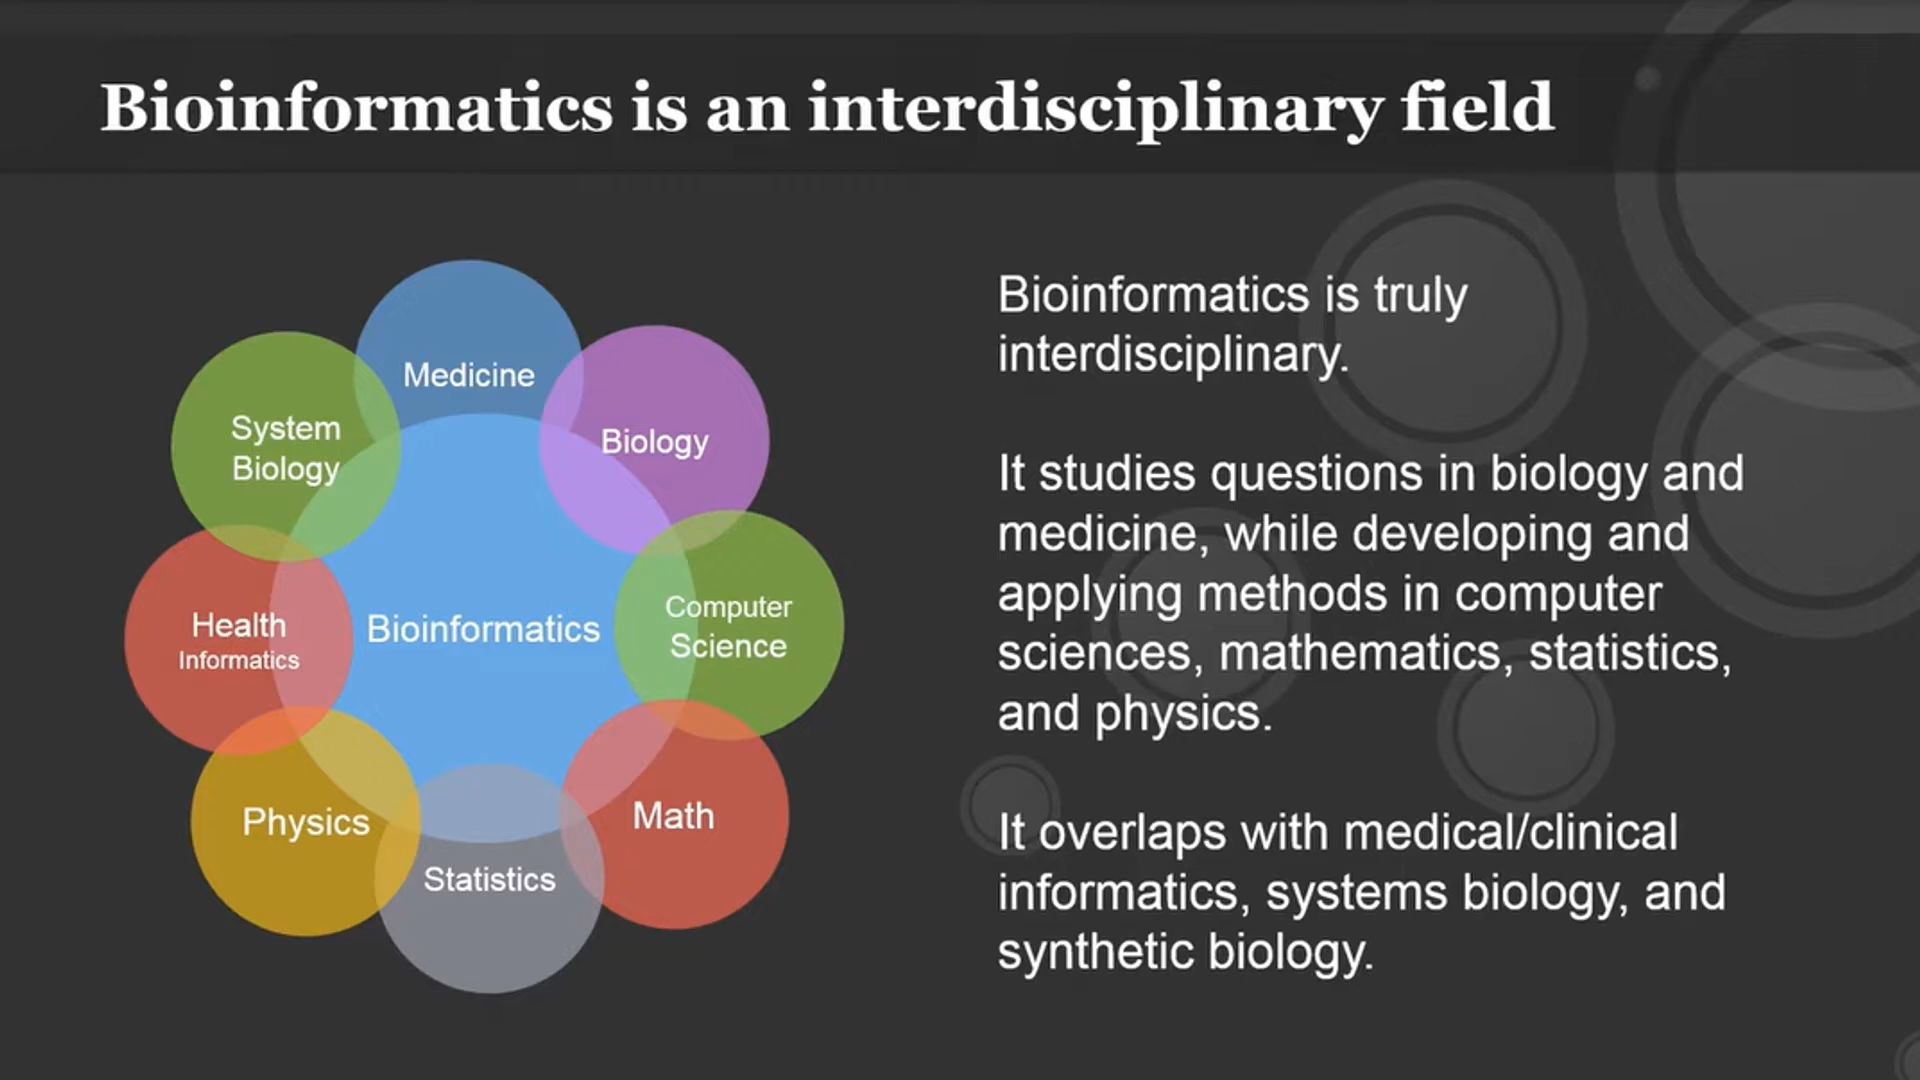 Bioinformatics is an interdisciplinary field
Medicine
Biology
System
Biology
Computer
Science
Health
Informatics
Bioinformatics
Physics
Math
Statistics
Bioinformatics is truly
interdisciplinary.
It studies questions in biology and
medicine, while developing and
applying methods in computer
sciences, mathematics, statistics,
and physics.
It overlaps with medical/clinical
informatics, systems biology, and
synthetic biology.